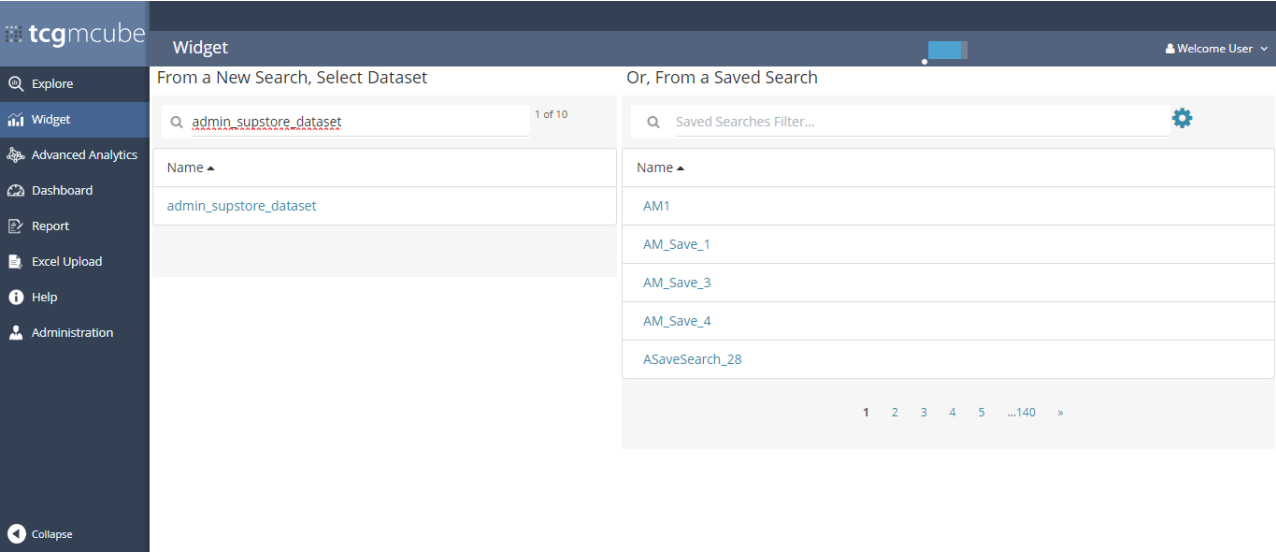 tcgmcube
Widget
Welcome User
Explore
Widget
Advanced Analytics
Dashboard
Report
Excel Upload
Help
Administration
Collapse
From a New Search, Select Dataset
admin_supstore_dataset
1 of 10
Name
admin_supstore_dataset
Or, From a Saved Search
Saved Searches Filter...
Name
AM1
AM_Save_1
AM_Save_3
AM_Save_4
ASaveSearch_28
1 2 3 4 5 ...140 »